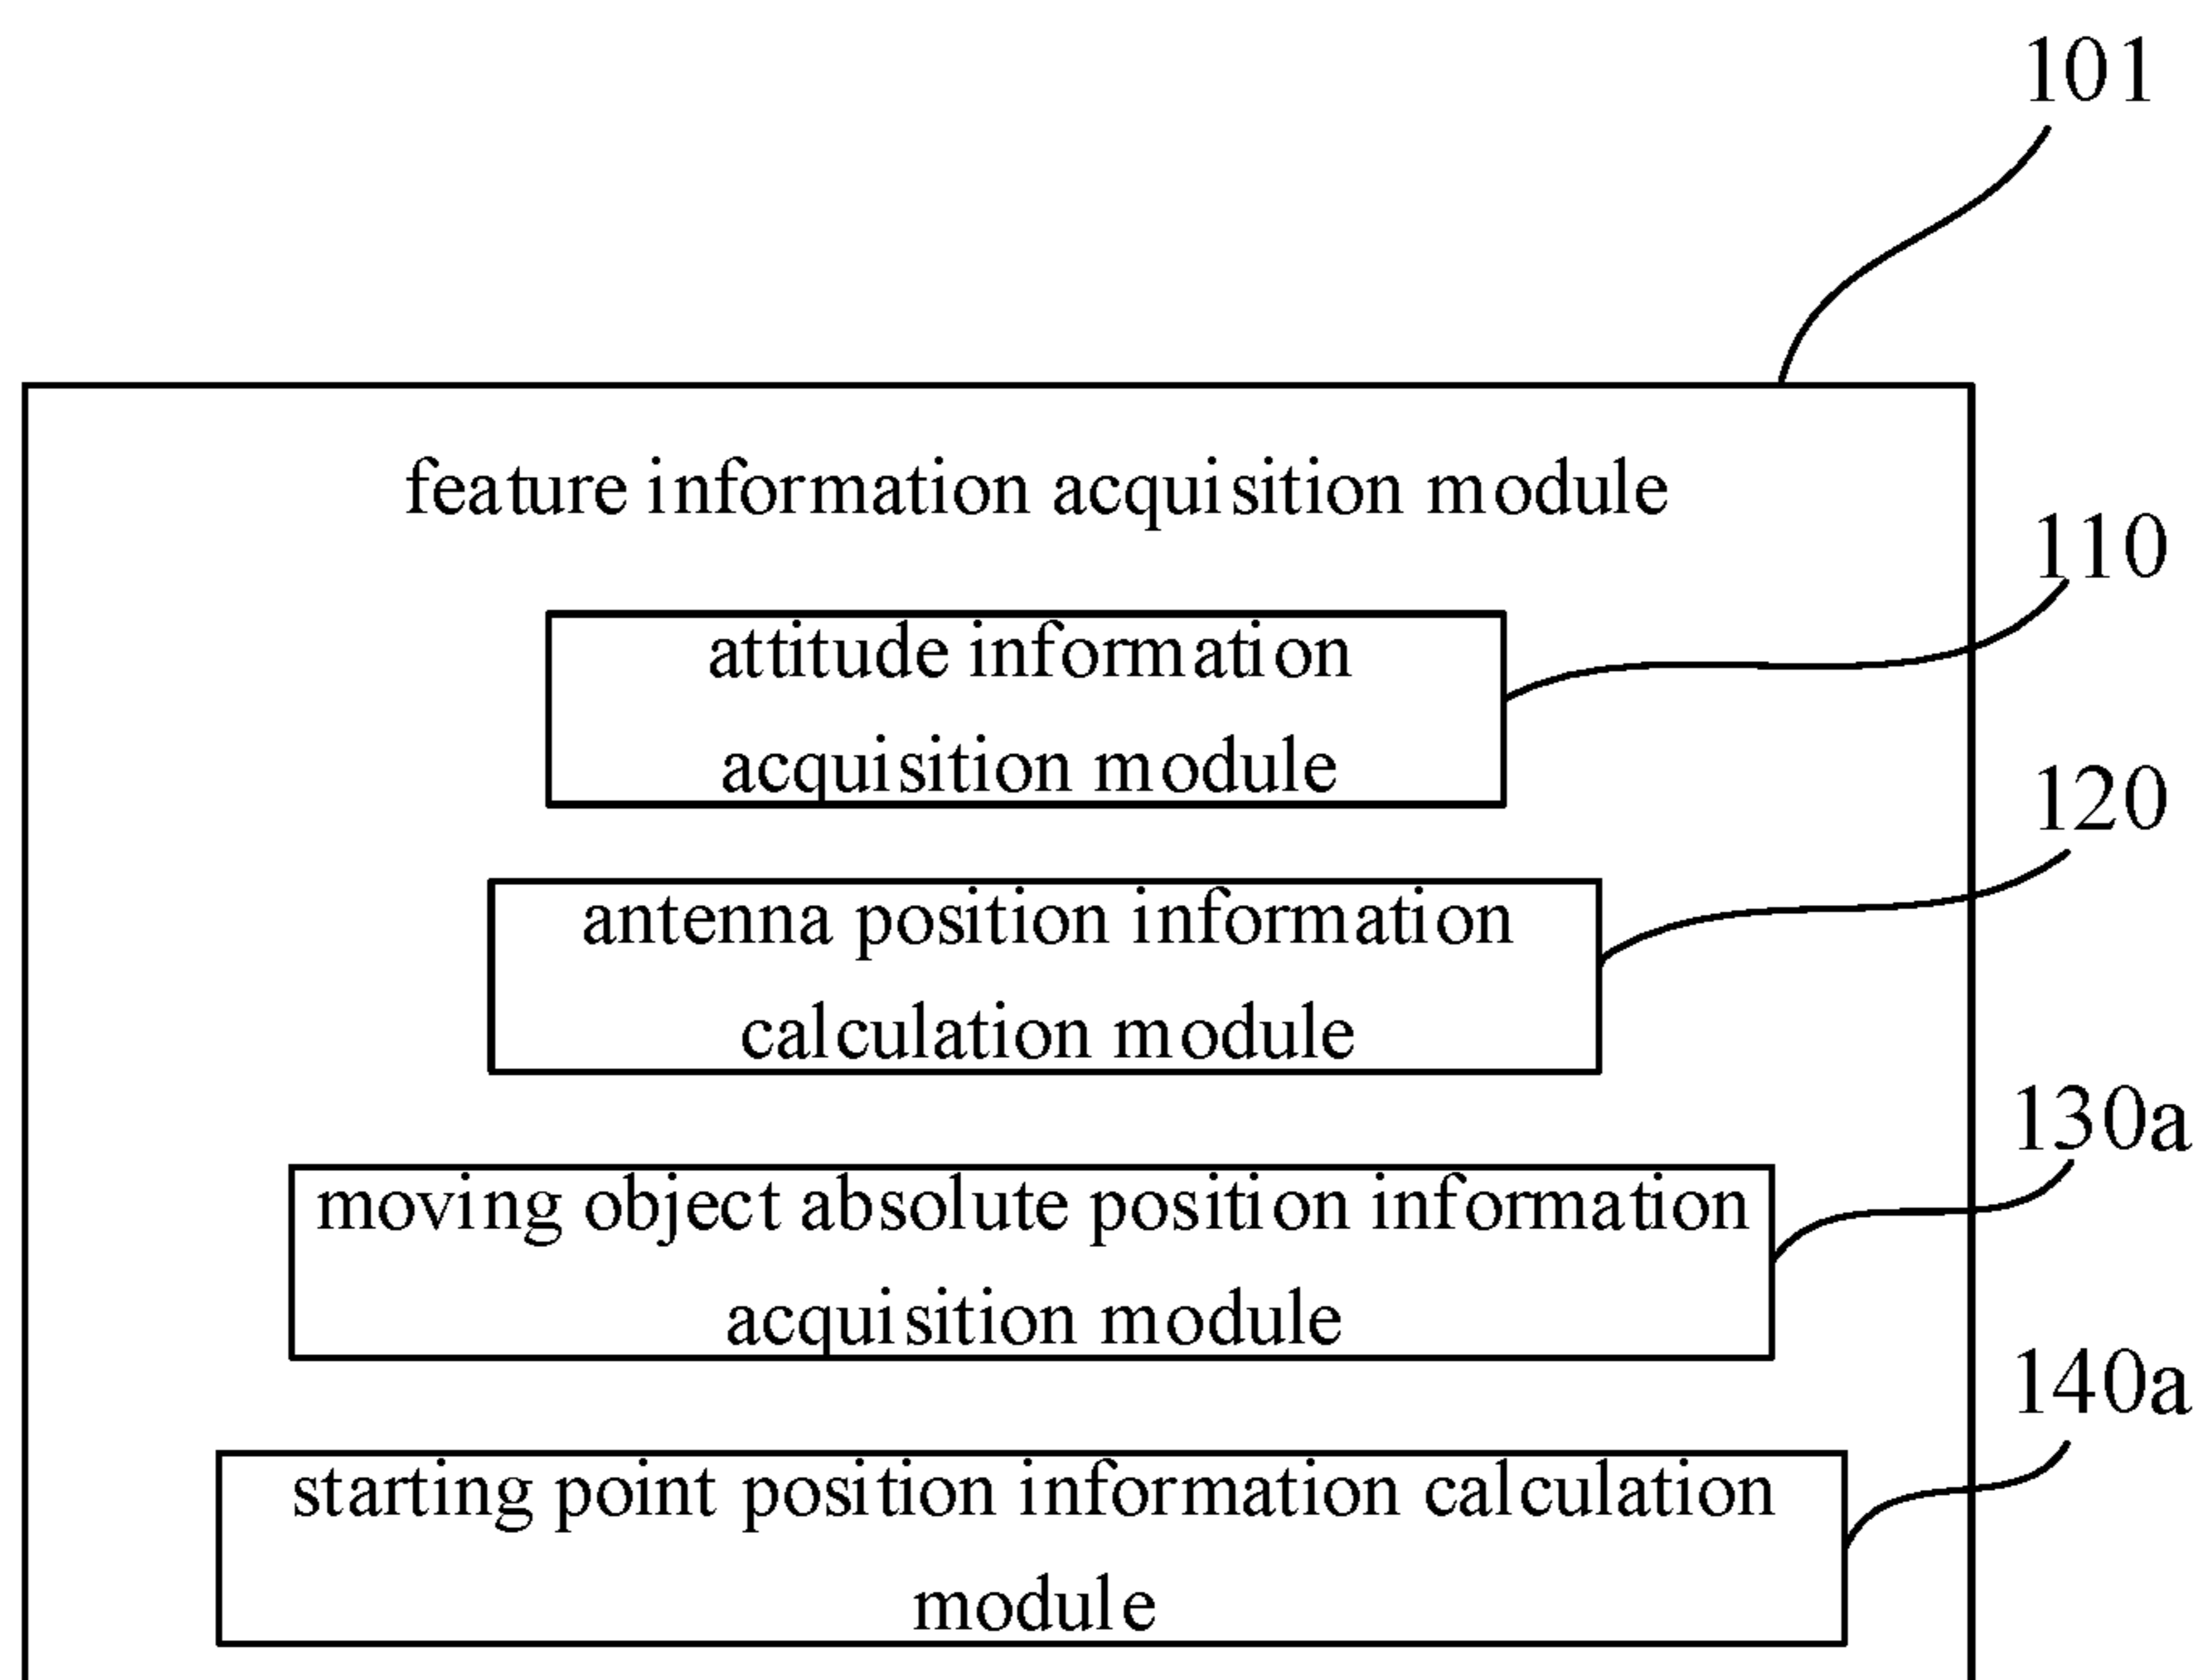 101
feature information acquisition module
110
attitude information
acquisition module
120
antenna position information
calculation module
130a
moving object absolute position information
acquisition module
140a
starting point position information calculation
module